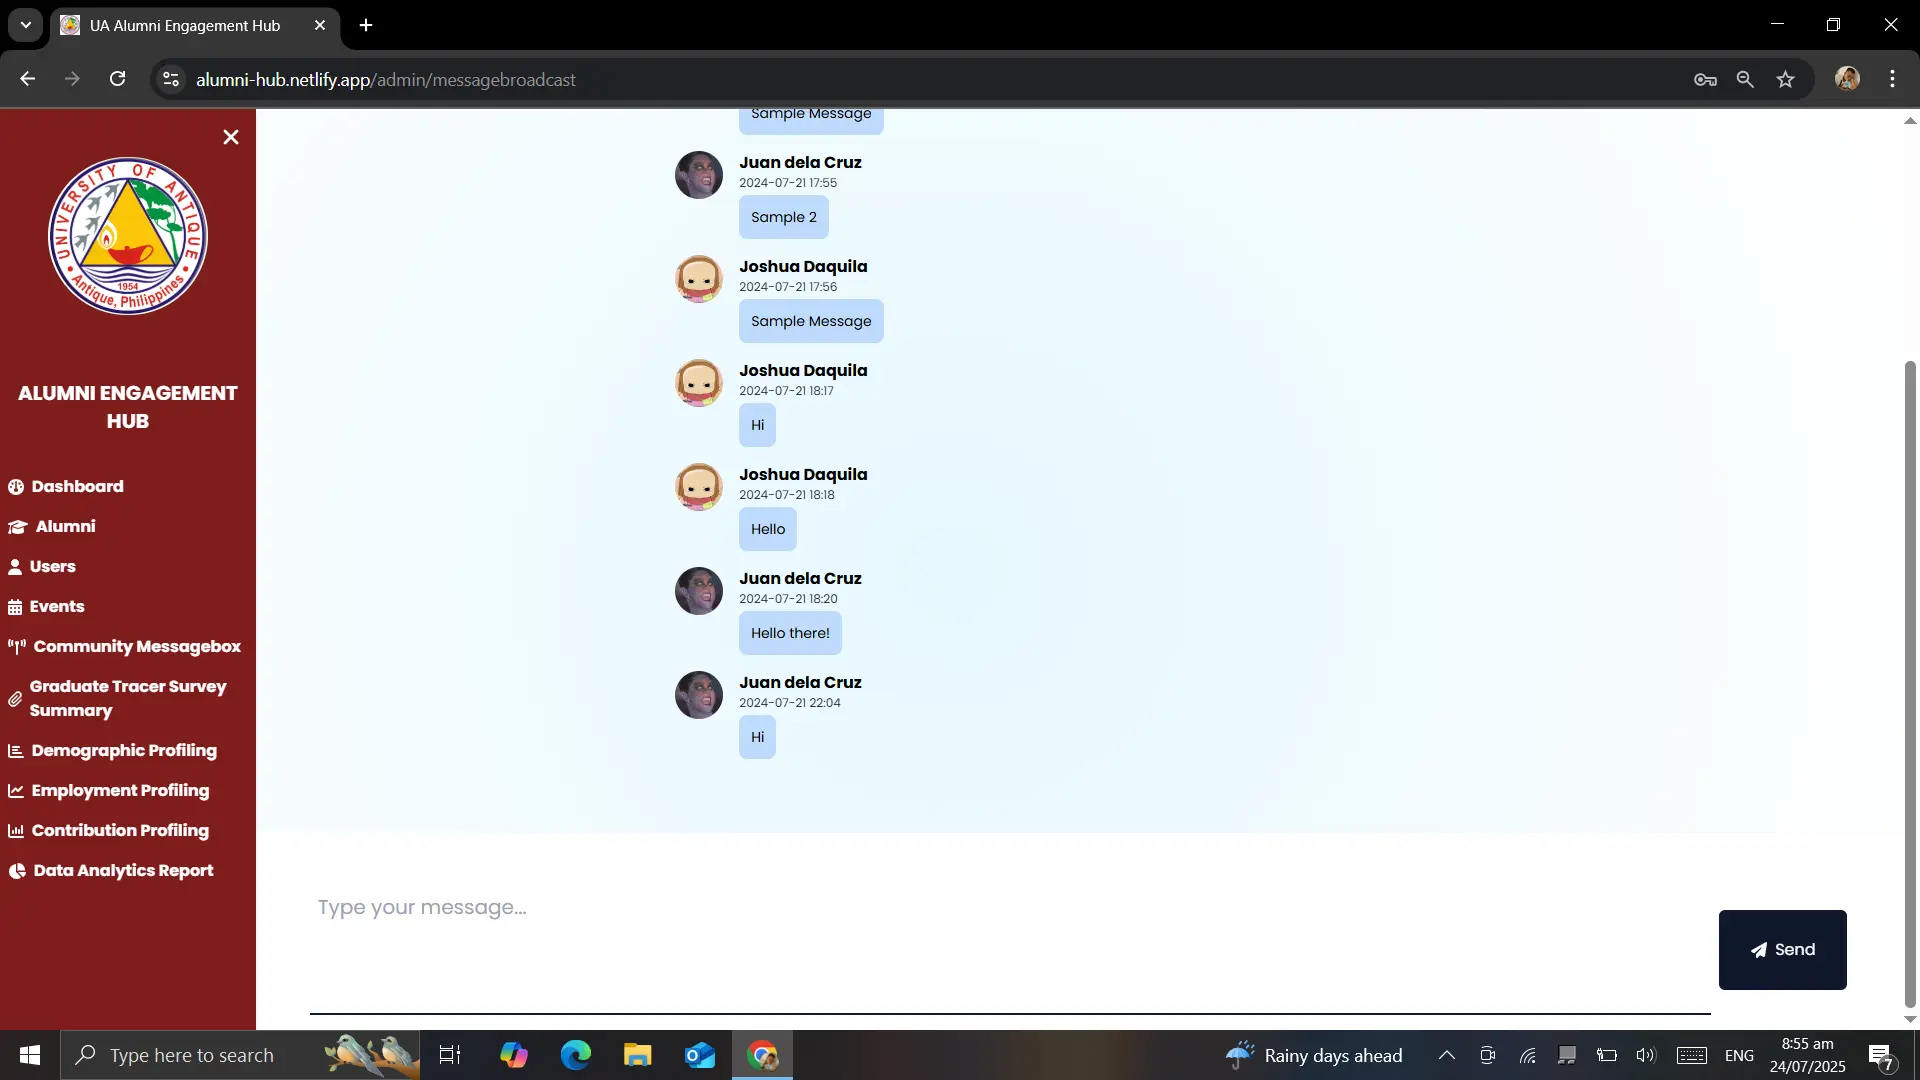 UA Alumni Engagement Hub
alumni-hub.netlify.app/admin/messagebroadcast
UNIVERSITY OF ANTIQUE
1954
Antique, Philippines
ALUMNI ENGAGEMENT
HUB
Dashboard
Alumni
Users
Events
Community Messagebox
Graduate Tracer Survey
Summary
Demographic Profiling
Employment Profiling
Contribution Profiling
Data Analytics Report
Sample Message
Juan dela Cruz
2024-07-21 17:55
Sample 2
Joshua Daquila
2024-07-21 17:56
Sample Message
Joshua Daquila
2024-07-21 18:17
Hi
Joshua Daquila
2024-07-21 18:18
Hello
Juan dela Cruz
2024-07-21 18:20
Hello there!
Juan dela Cruz
2024-07-21 22:04
Hi
Type your message...
Send
Type here to search
Rainy days ahead
ENG
8:55 am
24/07/2025
7